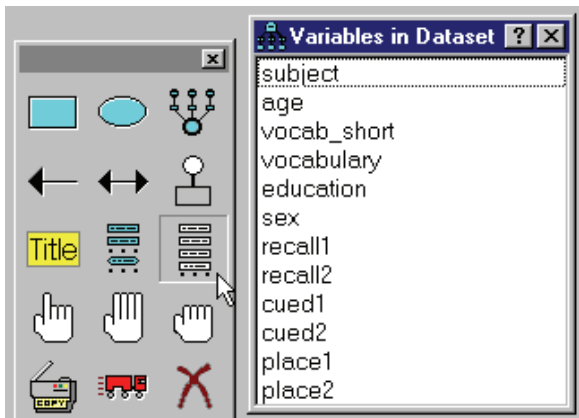 Variables in Dataset
subject
age
vocab_short
vocabulary
education
sex
recall1
recall2
cued1
cued2
place1
place2
Title
COPY